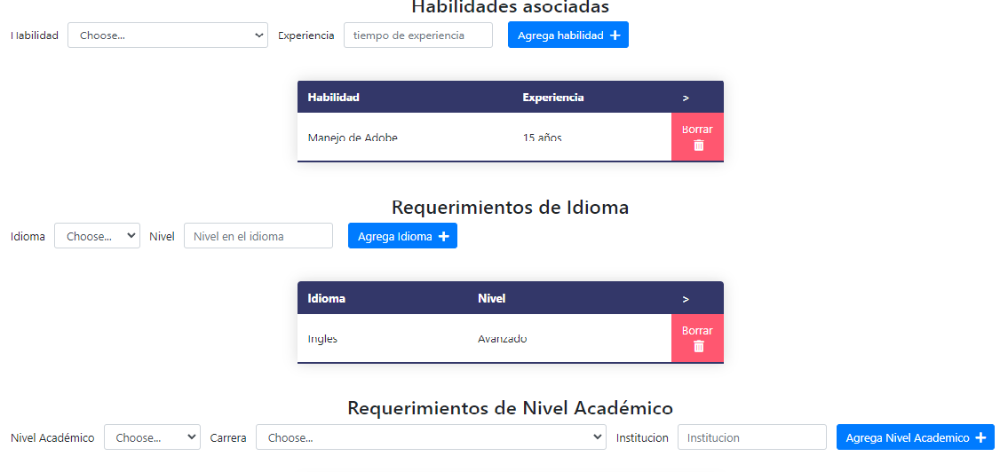 Habilidades asociadas
Habilidad Choose... Experiencia tiempo de experiencia Agrega habilidad +
Habilidad Experiencia >
Manejo de Adobe 15 años Borrar
Requerimientos de Idioma
Idioma Choose... Nivel Nivel en el idioma Agrega Idioma +
Idioma Nivel >
Ingles Avanzado Borrar
Requerimientos de Nivel Académico
Nivel Académico Choose... Carrera Choose... Institucion Institucion Agrega Nivel Academico +